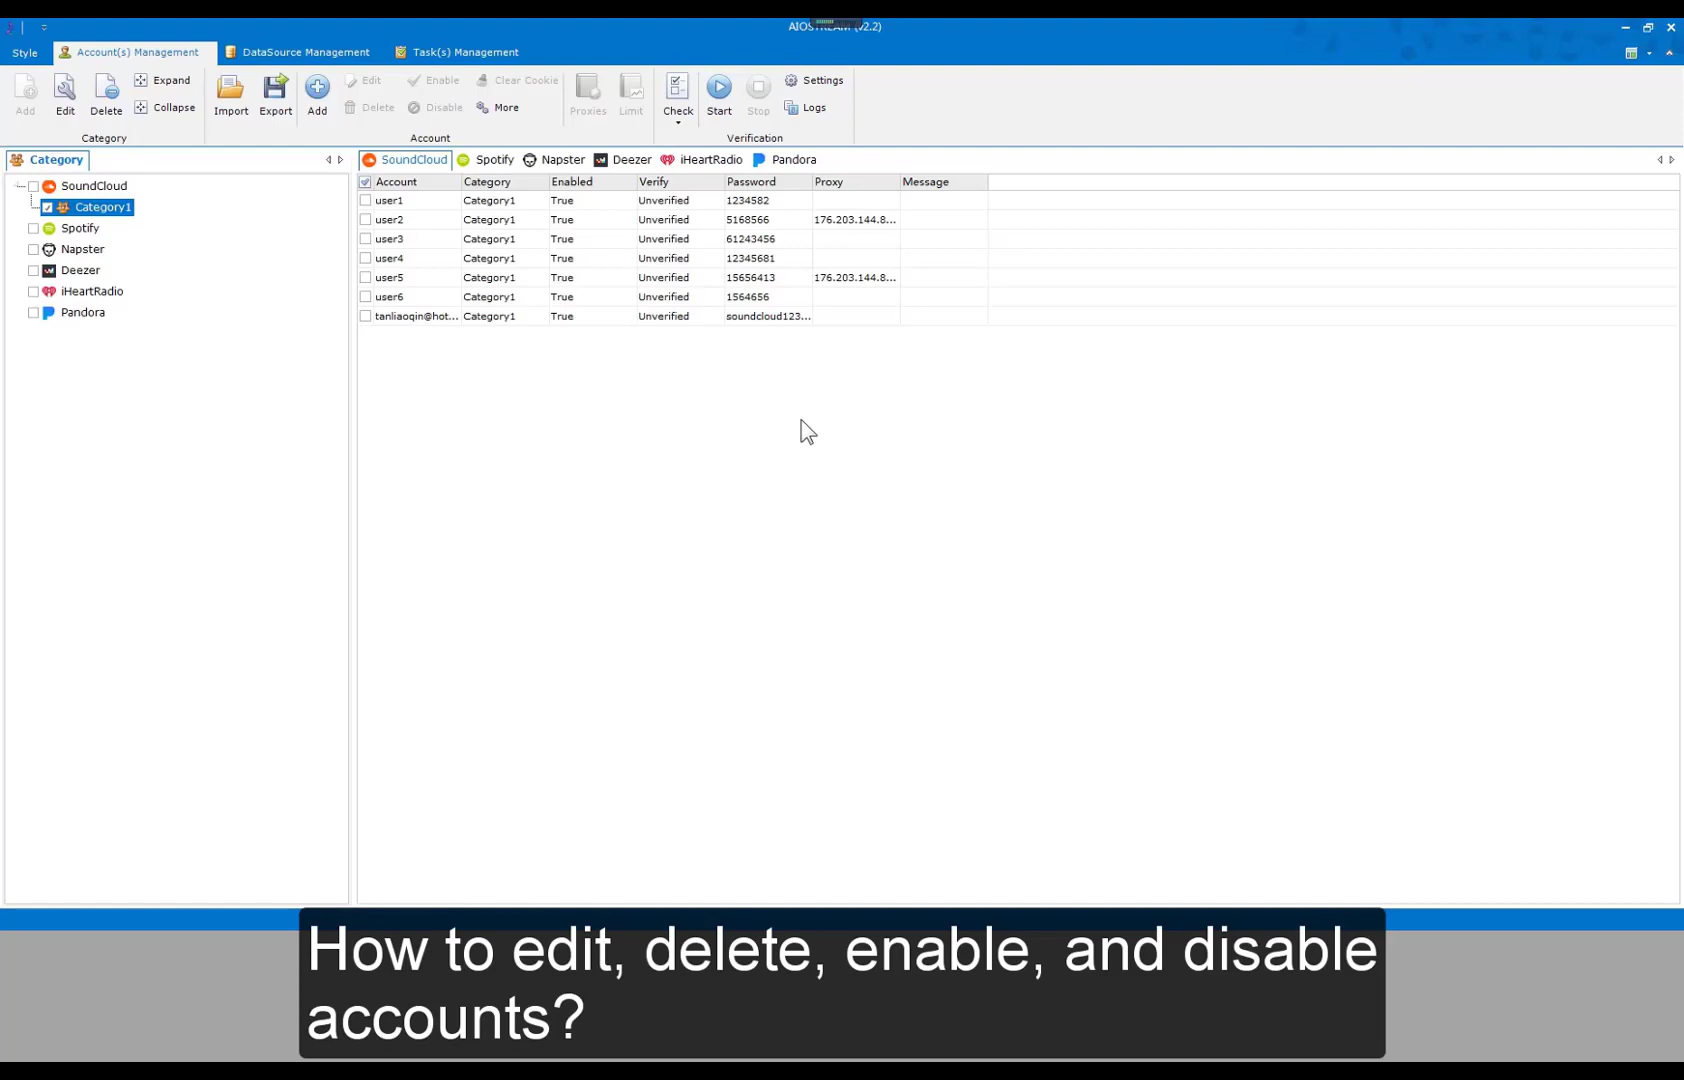 AIOSTREAM (v2.2)
Style Account(s) Management DataSource Management Task(s) Management
Expand Edit Enable Clear Cookie Settings
Collapse Delete Disable More Logs
Add Edit Delete Import Export Add Proxies Limit Check Start Stop
Category Account Verification
Category SoundCloud Spotify Napster Deezer iHeartRadio Pandora
SoundCloud
Category1
Spotify
Napster
Deezer
iHeartRadio
Pandora
Account Category Enabled Verify Password Proxy Message
user1 Category1 True Unverified 1234582
user2 Category1 True Unverified 5168566 176.203.144.8...
user3 Category1 True Unverified 61243456
user4 Category1 True Unverified 12345681
user5 Category1 True Unverified 15656413 176.203.144.8...
user6 Category1 True Unverified 1564656
tanliaoqin@hot... Category1 True Unverified soundcloud123...
How to edit, delete, enable, and disable
accounts?